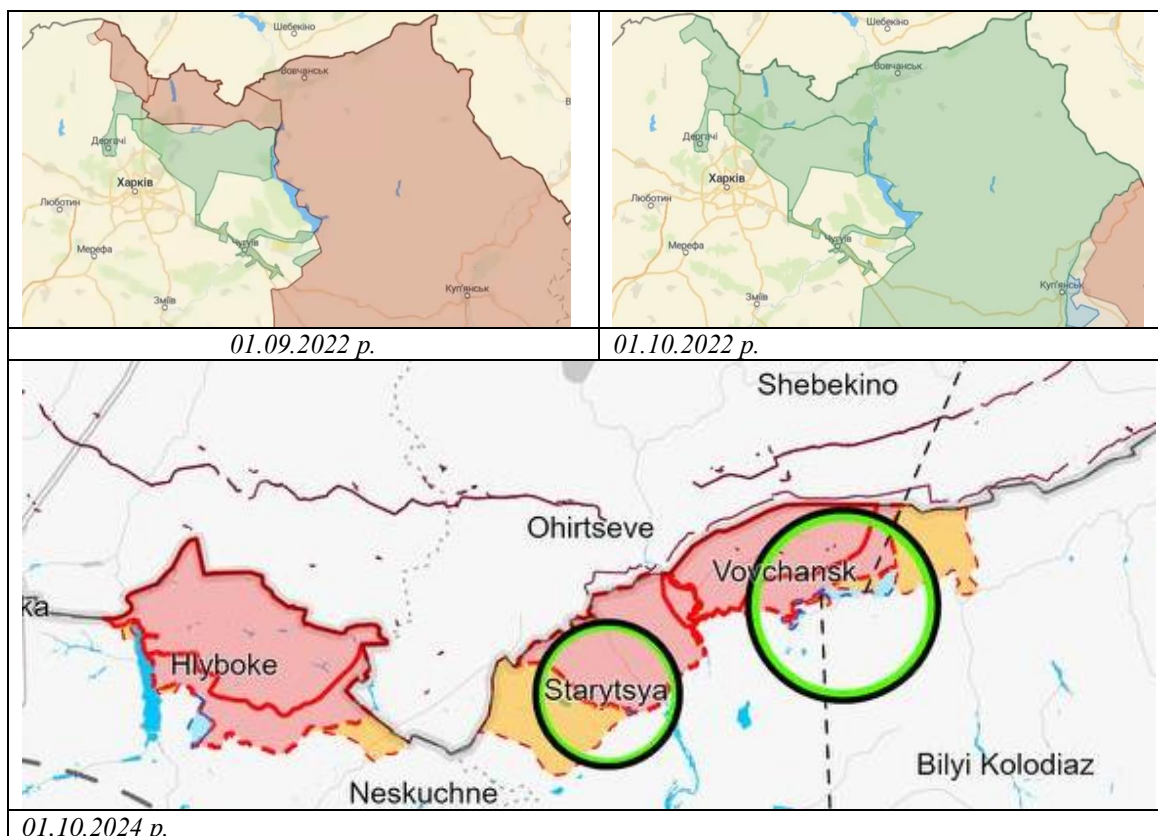 Шебекіно
Вовчанськ
В
Дергачі
Харків
Люботин
Мерефа
Чугуїв
Зміїв
Куп'янськ
Шебекіно
Вовчанськ
Дергачі
Харків
Люботин
Мерефа
Чугуїв
Зміїв
Куп'янськ
01.09.2022 р.
01.10.2022 р.
Shebekino
Ohirtseve
Vovchansk
ka
Hlyboke
Starytsya
Bilyi Kolodiaz
Neskuchne
01.10.2024 р.